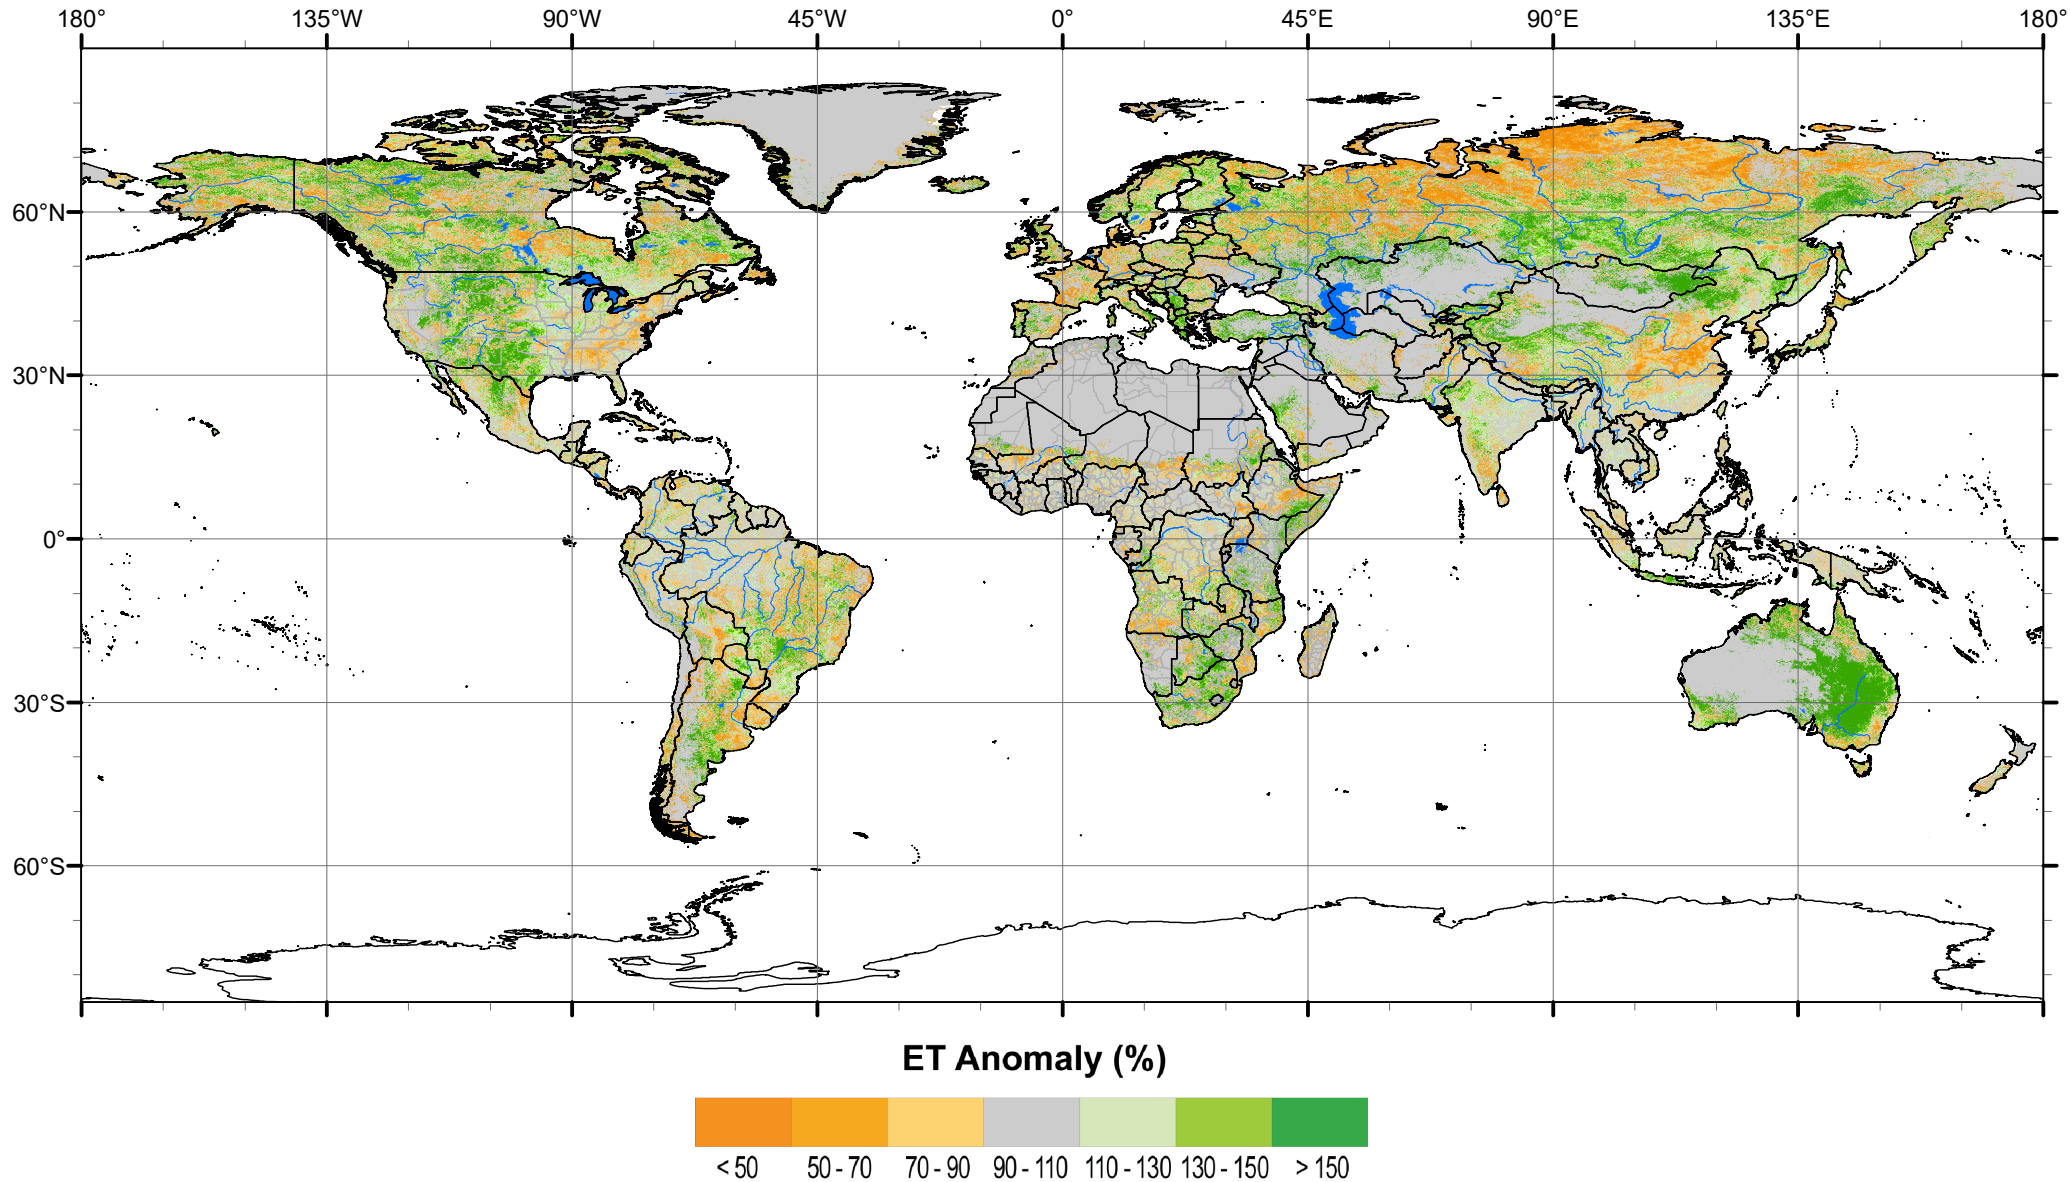 180° 135°W 90°W 45°W 0° 45°E 90°E 135°E 180°
60°N
30°N
0°
30°S
60°S
ET Anomaly (%)
< 50 50 - 70 70 - 90 90 - 110 110 - 130 130 - 150 > 150